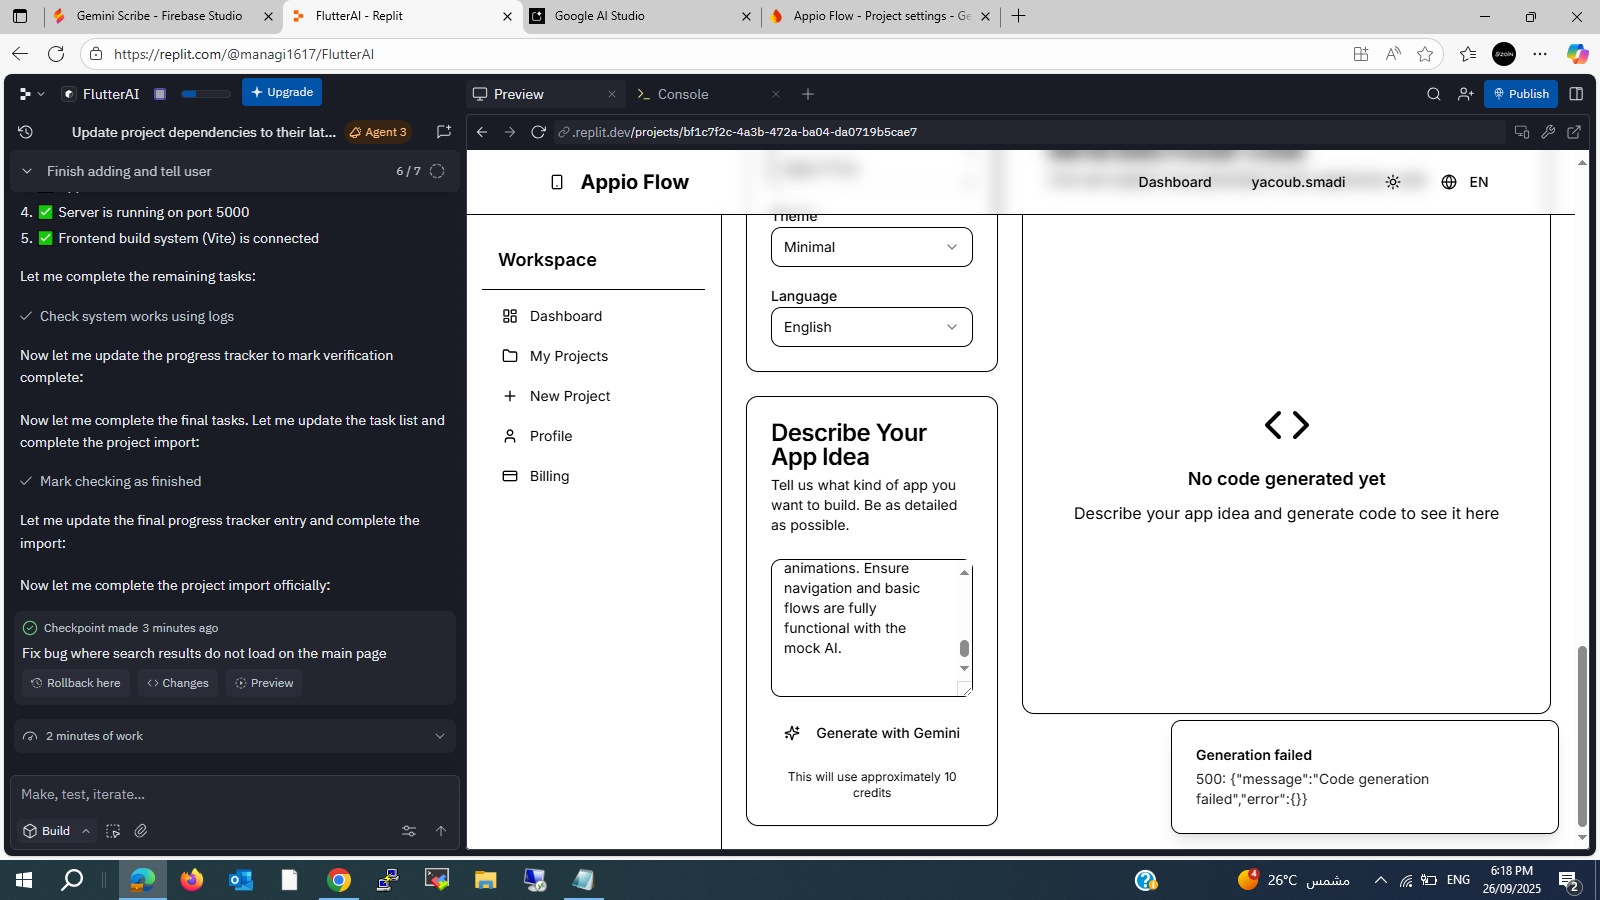 Gemini Scribe - Firebase Studio
FlutterAI - Replit
Google AI Studio
Appio Flow - Project settings - Ge
https://replit.com/@managi1617/FlutterAI
FlutterAI
Upgrade
Preview
Console
Publish
Update project dependencies to their lat...
Agent 3
.replit.dev/projects/bf1c7f2c-4a3b-472a-ba04-da0719b5cae7
Finish adding and tell user
6 / 7
4. ✅ Server is running on port 5000
5. ✅ Frontend build system (Vite) is connected
Let me complete the remaining tasks:
Check system works using logs
Now let me update the progress tracker to mark verification
complete:
Now let me complete the final tasks. Let me update the task list and
complete the project import:
Mark checking as finished
Let me update the final progress tracker entry and complete the
import:
Now let me complete the project import officially:
Checkpoint made 3 minutes ago
Fix bug where search results do not load on the main page
Rollback here
Changes
Preview
2 minutes of work
Make, test, iterate...
Build
Appio Flow
Dashboard
yacoub.smadi
EN
Workspace
Dashboard
My Projects
New Project
Profile
Billing
Theme
Minimal
Language
English
Describe Your
App Idea
Tell us what kind of app you
want to build. Be as detailed
as possible.
animations. Ensure
navigation and basic
flows are fully
functional with the
mock AI.
Generate with Gemini
This will use approximately 10
credits
No code generated yet
Describe your app idea and generate code to see it here
Generation failed
500: {"message":"Code generation
failed","error":{}}
4
26°C مشمس
ENG
6:18 PM
26/09/2025
2